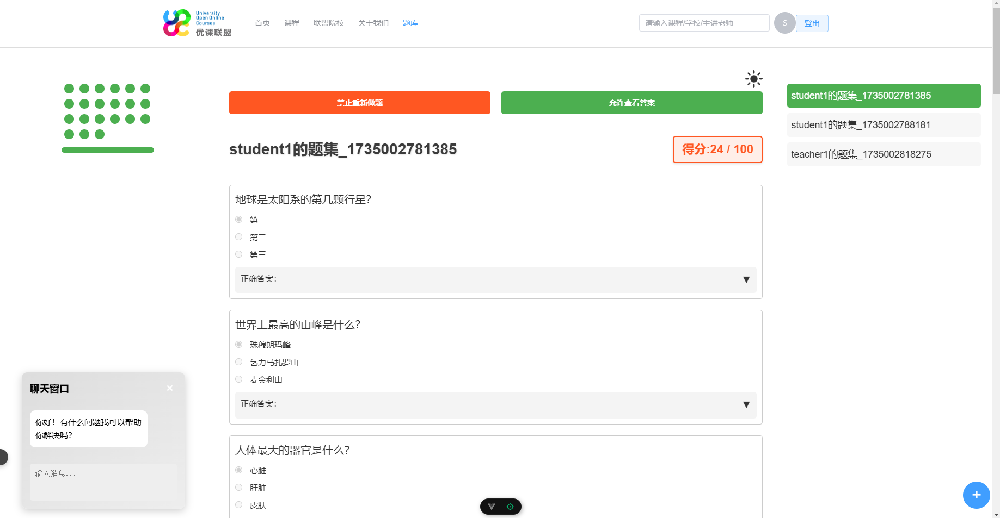 University
Open Online
Courses
优课联盟
首页
课程
联盟院校
关于我们
题库
请输入课程/学校/主讲老师
S
登出
禁止重新做题
允许查看答案
student1的题集_1735002781385
得分:24 / 100
student1的题集_1735002781385
student1的题集_1735002788181
teacher1的题集_1735002818275
地球是太阳系的第几颗行星？
第一
第二
第三
正确答案：
▼
世界上最高的山峰是什么？
珠穆朗玛峰
乞力马扎罗山
麦金利山
正确答案：
▼
人体最大的器官是什么？
心脏
肝脏
皮肤
聊天窗口
×
你好！有什么问题我可以帮助
你解决吗？
输入消息...
+